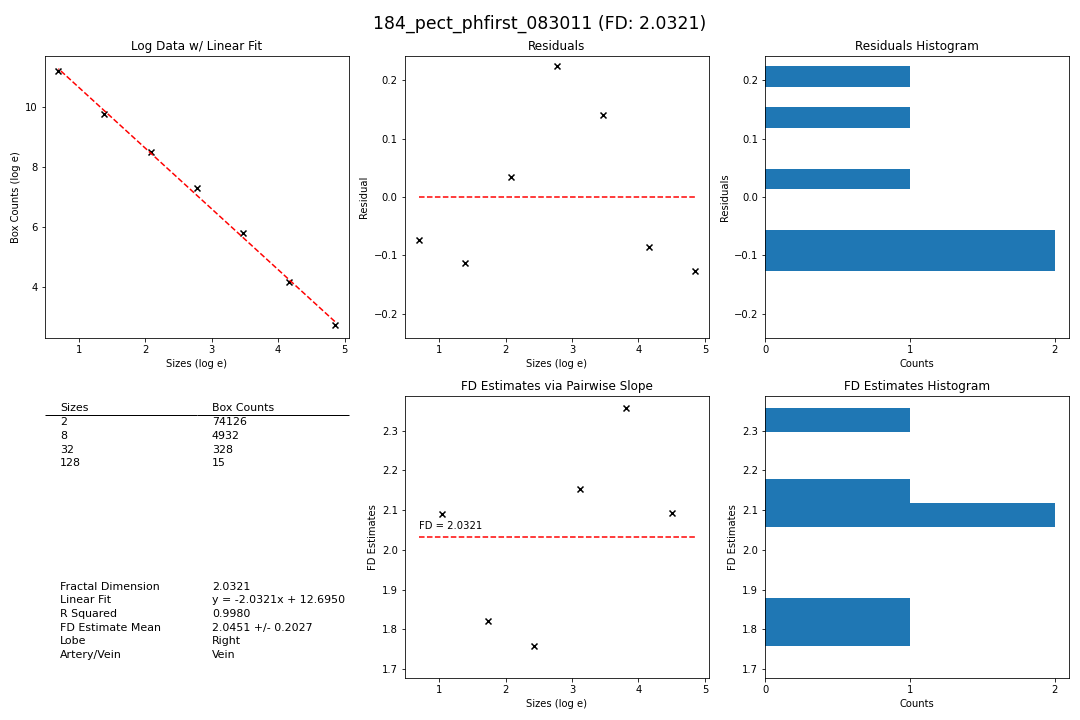 184_pect_phfirst_083011 (FD: 2.0321)
Log Data w/ Linear Fit
Box Counts (log e)
10
8
6
4
1 2 3 4 5
Sizes (log e)
Residuals
Residual
0.2
0.1
0.0
−0.1
−0.2
1 2 3 4 5
Sizes (log e)
Residuals Histogram
Residuals
0.2
0.1
0.0
−0.1
−0.2
0 1 2
Counts
Sizes Box Counts
2 74126
8 4932
32 328
128 15
Fractal Dimension 2.0321
Linear Fit y = -2.0321x + 12.6950
R Squared 0.9980
FD Estimate Mean 2.0451 +/- 0.2027
Lobe Right
Artery/Vein Vein
FD Estimates via Pairwise Slope
FD Estimates
2.3
2.2
2.1
2.0
1.9
1.8
1.7
FD = 2.0321
1 2 3 4 5
Sizes (log e)
FD Estimates Histogram
FD Estimates
2.3
2.2
2.1
2.0
1.9
1.8
1.7
0 1 2
Counts